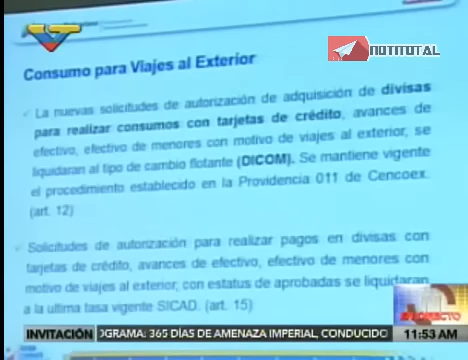 NOTITOTAL
Consumo para Viajes al Exterior
La nuevas solicitudes de autorización de adquisición de divisas
para realizar consumos con tarjetas de crédito, avances de
efectivo, efectivo de menores con motivo de viajes al exterior, se
liquidaran al tipo de cambio flotante (DICOM). Se mantiene vigente
el procedimiento establecido en la Providencia 011 de Cencoex.
(art. 12)
Solicitudes de autorización para realizar pagos en divisas con
tarjetas de crédito, avances de efectivo, efectivo de menores con
motivo de viajes al exterior, con estatus de aprobadas se liquidaran
a la ultima tasa vigente SICAD. (art. 15)
INVITACIÓN OGRAMA: 365 DÍAS DE AMENAZA IMPERIAL, CONDUCIDO 11:53 AM